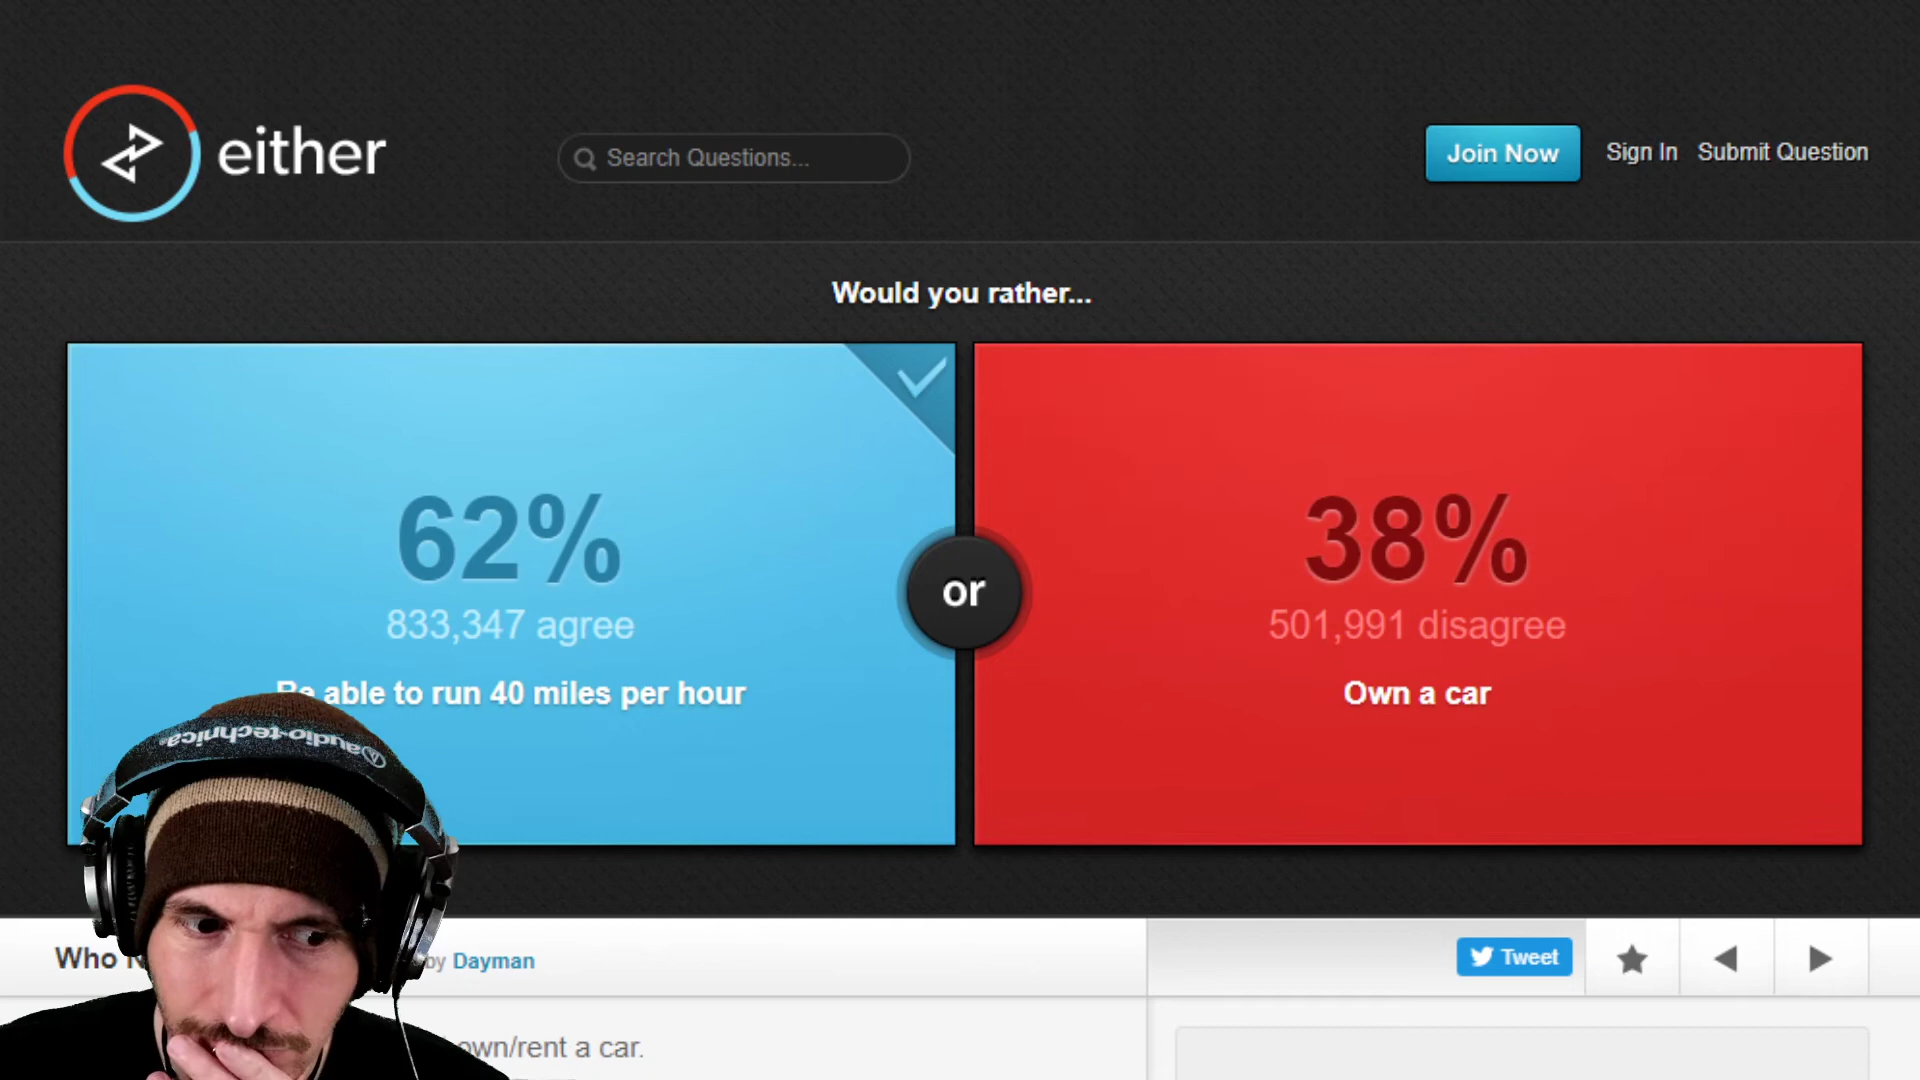 either
Search Questions...
Join Now
Sign In
Submit Question
Would you rather...
62%
833,347 agree
able to run 40 miles per hour
or
38%
501,991 disagree
Own a car
audio-technica
Who
by Dayman
Tweet
own/rent a car.